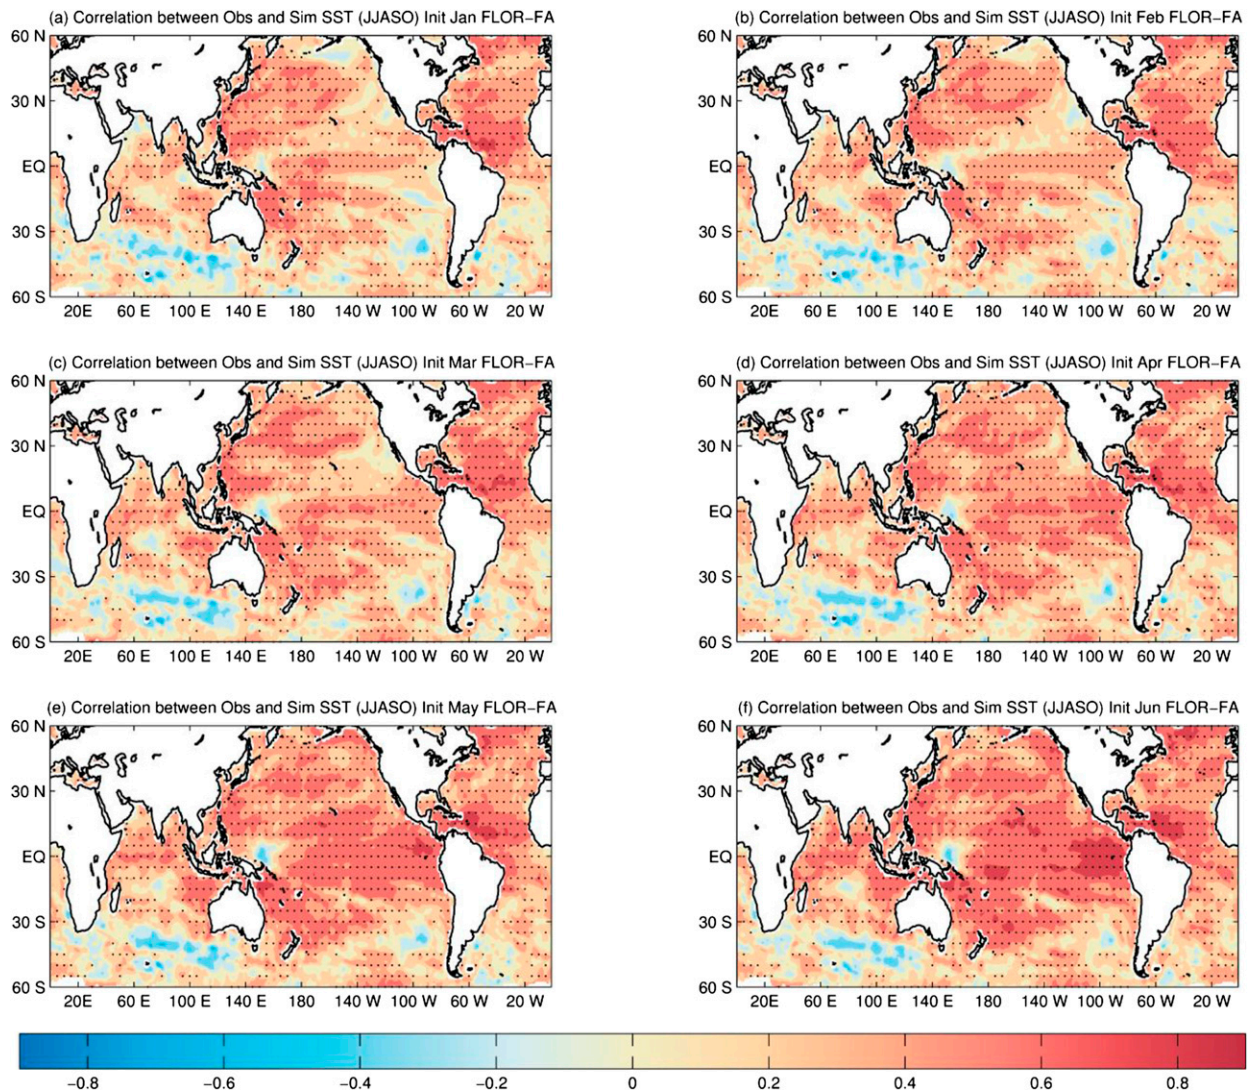 (a) Correlation between Obs and Sim SST (JJASO) Init Jan FLOR−FA
60 N
30 N
EQ
30 S
60 S
20E 60 E 100 E 140 E 180 140 W 100 W 60 W 20 W
(b) Correlation between Obs and Sim SST (JJASO) Init Feb FLOR−FA
60 N
30 N
EQ
30 S
60 S
20E 60 E 100 E 140 E 180 140 W 100 W 60 W 20 W
(c) Correlation between Obs and Sim SST (JJASO) Init Mar FLOR−FA
60 N
30 N
EQ
30 S
60 S
20E 60 E 100 E 140 E 180 140 W 100 W 60 W 20 W
(d) Correlation between Obs and Sim SST (JJASO) Init Apr FLOR−FA
60 N
30 N
EQ
30 S
60 S
20E 60 E 100 E 140 E 180 140 W 100 W 60 W 20 W
(e) Correlation between Obs and Sim SST (JJASO) Init May FLOR−FA
60 N
30 N
EQ
30 S
60 S
20E 60 E 100 E 140 E 180 140 W 100 W 60 W 20 W
(f) Correlation between Obs and Sim SST (JJASO) Init Jun FLOR−FA
60 N
30 N
EQ
30 S
60 S
20E 60 E 100 E 140 E 180 140 W 100 W 60 W 20 W
−0.8 −0.6 −0.4 −0.2 0 0.2 0.4 0.6 0.8